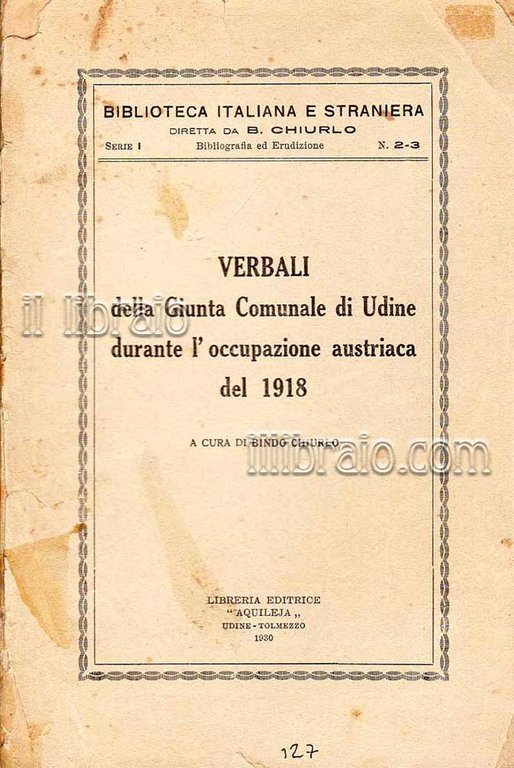 BIBLIOTECA ITALIANA E STRANIERA
DIRETTA DA B. CHIURLO
SERIE I Bibliografia ed Erudizione N. 2-3
VERBALI
della Giunta Comunale di Udine
il libraio
durante l'occupazione austriaca
del 1918
A CURA DI BINDO CHIURLO
illibraio.com
LIBRERIA EDITRICE
"AQUILEJA„
UDINE-TOLMEZZO
1930
127